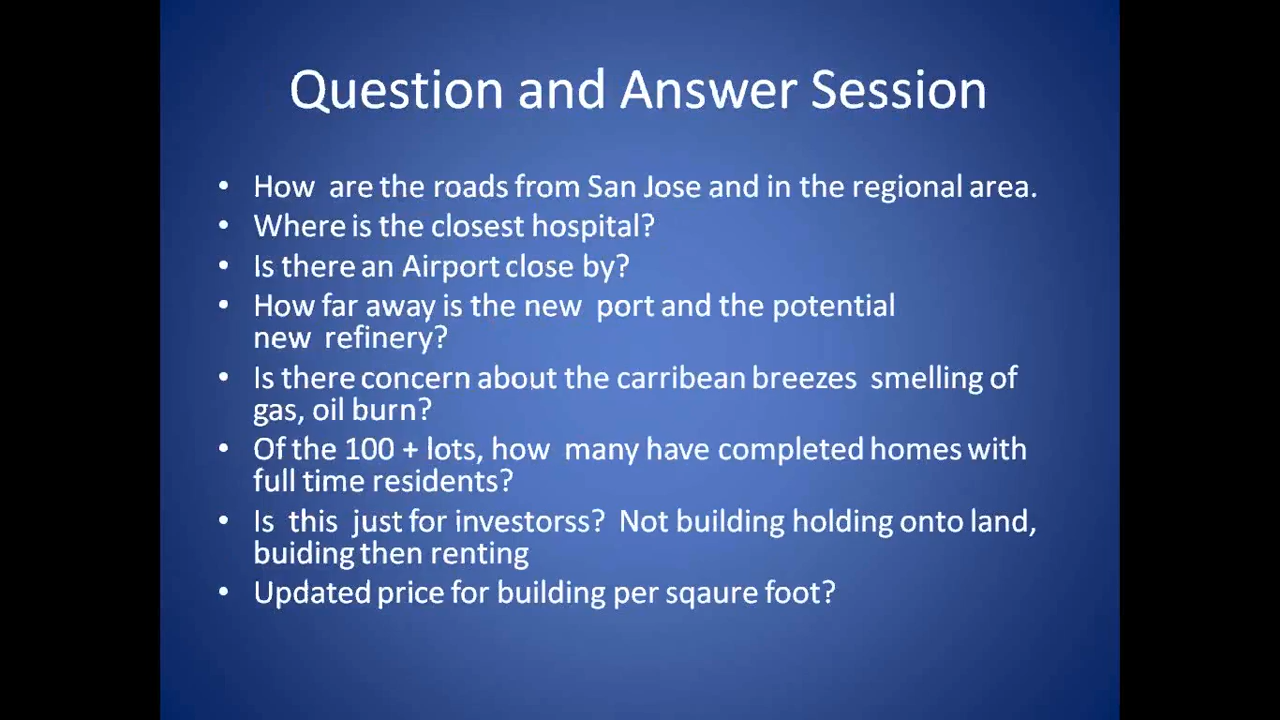 Question and Answer Session
• How  are the roads from San Jose and in the regional area.
• Where is the closest hospital?
• Is there an Airport close by?
• How far away is the new  port and the potential
new  refinery?
• Is there concern about the carribean breezes  smelling of
gas, oil burn?
• Of the 100 + lots, how  many have completed homes with
full time residents?
• Is  this  just for investorss?  Not building holding onto land,
buiding then renting
• Updated price for building per sqaure foot?